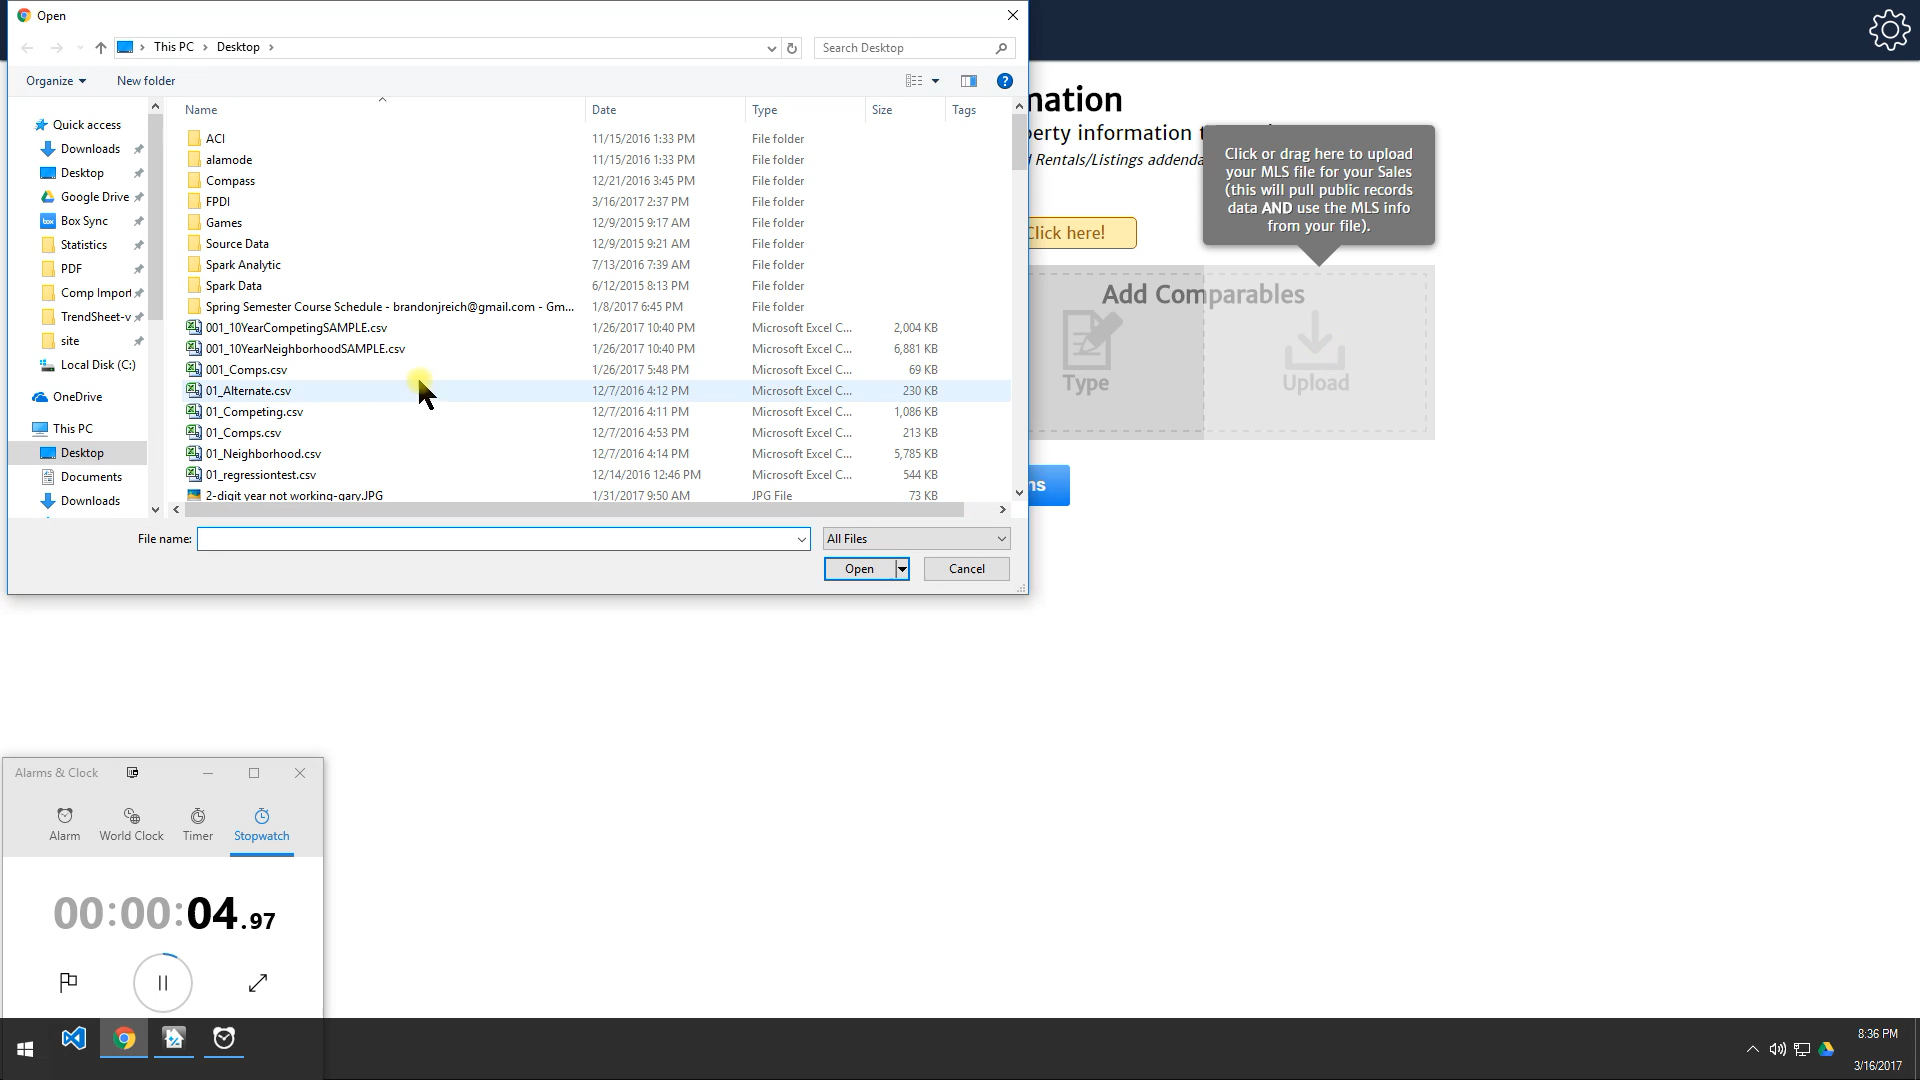 Open
This PC
Desktop
Search Desktop
Organize
New folder
?
Quick access
Downloads
Desktop
Google Drive
Box Sync
Statistics
PDF
Comp Import
TrendSheet-v
site
Local Disk (C:)
OneDrive
This PC
Desktop
Documents
Downloads
Name Date Type Size Tags
ACI 11/15/2016 1:33 PM File folder
alamode 11/15/2016 1:33 PM File folder
Compass 12/21/2016 3:45 PM File folder
FPDI 3/16/2017 2:37 PM File folder
Games 12/9/2015 9:17 AM File folder
Source Data 12/9/2015 9:21 AM File folder
Spark Analytic 7/13/2016 7:39 AM File folder
Spark Data 6/12/2015 8:13 PM File folder
Spring Semester Course Schedule - brandonjreich@gmail.com - Gm... 1/8/2017 6:45 PM File folder
001_10YearCompetingSAMPLE.csv 1/26/2017 10:40 PM Microsoft Excel C... 2,004 KB
001_10YearNeighborhoodSAMPLE.csv 1/26/2017 10:40 PM Microsoft Excel C... 6,881 KB
001_Comps.csv 1/26/2017 5:48 PM Microsoft Excel C... 69 KB
01_Alternate.csv 12/7/2016 4:12 PM Microsoft Excel C... 230 KB
01_Competing.csv 12/7/2016 4:11 PM Microsoft Excel C... 1,086 KB
01_Comps.csv 12/7/2016 4:53 PM Microsoft Excel C... 213 KB
01_Neighborhood.csv 12/7/2016 4:14 PM Microsoft Excel C... 5,785 KB
01_regressiontest.csv 12/14/2016 12:46 PM Microsoft Excel C... 544 KB
2-digit year not working-gary.JPG 1/31/2017 9:50 AM JPG File 73 KB
File name:
All Files
Open
Cancel
mation
perty information t
Rentals/Listings addenda
Click or drag here to upload
your MLS file for your Sales
(this will pull public records
data AND use the MLS info
from your file).
Click here!
Add Comparables
Type
Upload
ns
Alarms & Clock
Alarm
World Clock
Timer
Stopwatch
00:00:04.97
8:36 PM
3/16/2017